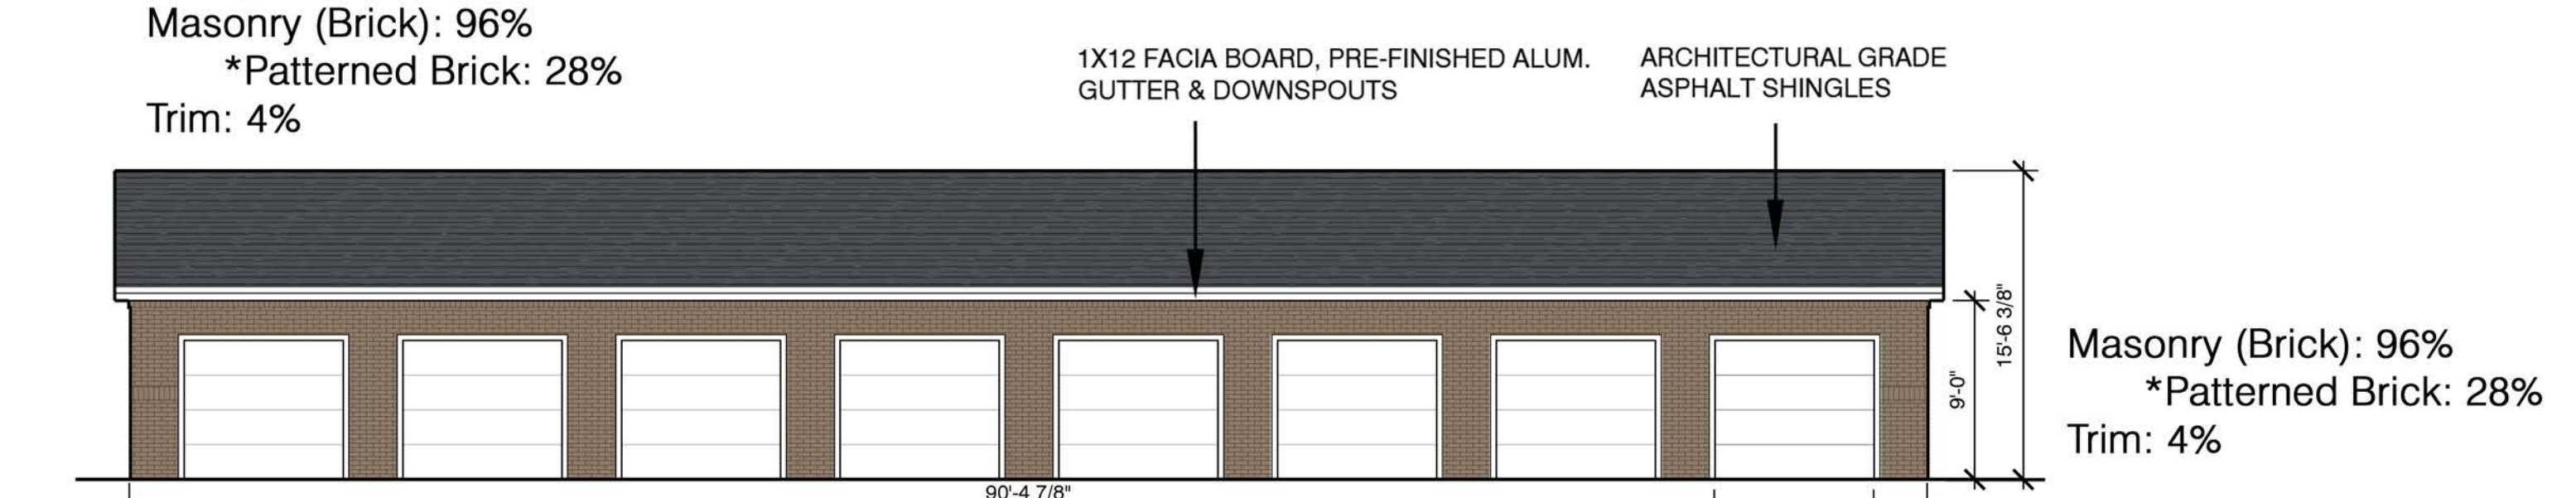 Masonry (Brick): 96%
*Patterned Brick: 28%
Trim: 4%
1X12 FACIA BOARD, PRE-FINISHED ALUM.
GUTTER & DOWNSPOUTS
ARCHITECTURAL GRADE
ASPHALT SHINGLES
15'-6 3/8"
9'-0"
Masonry (Brick): 96%
*Patterned Brick: 28%
Trim: 4%
90'-4 7/8"